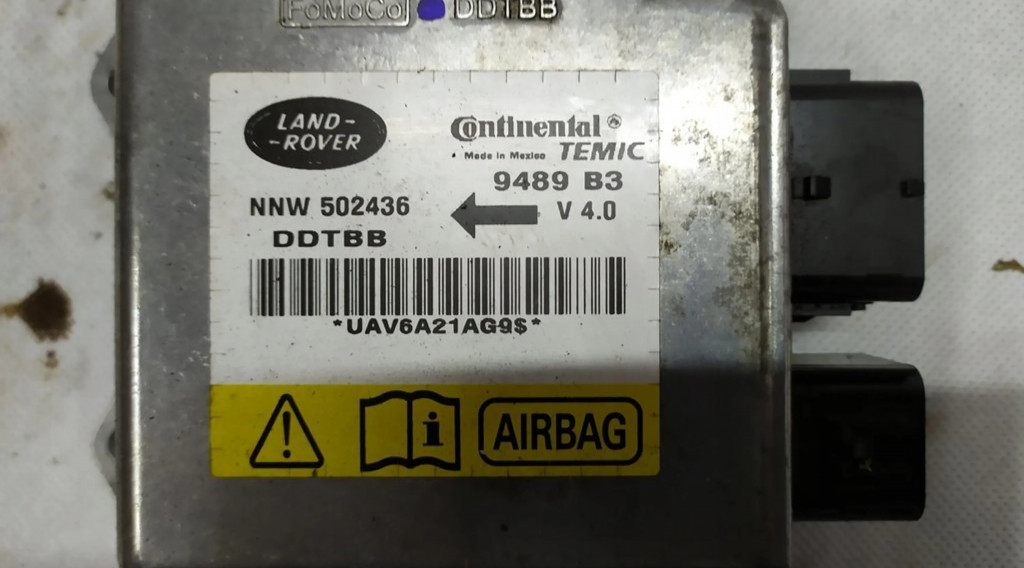 FoMoCo DDTBB
LAND-
-ROVER
Continental
Made in Mexico TEMIC
9489 B3
NNW 502436
V 4.0
DDTBB
*UAV6A21AG9$*
i
AIRBAG